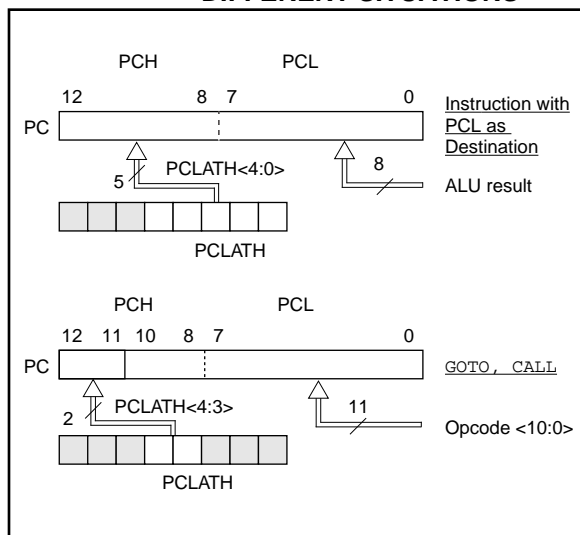 PCH PCL
12 8 7 0
PC
Instruction with
PCL as
Destination
5
PCLATH<4:0>
8
ALU result
PCLATH
PCH PCL
12 11 10 8 7 0
PC
GOTO, CALL
2
PCLATH<4:3>
11
Opcode <10:0>
PCLATH